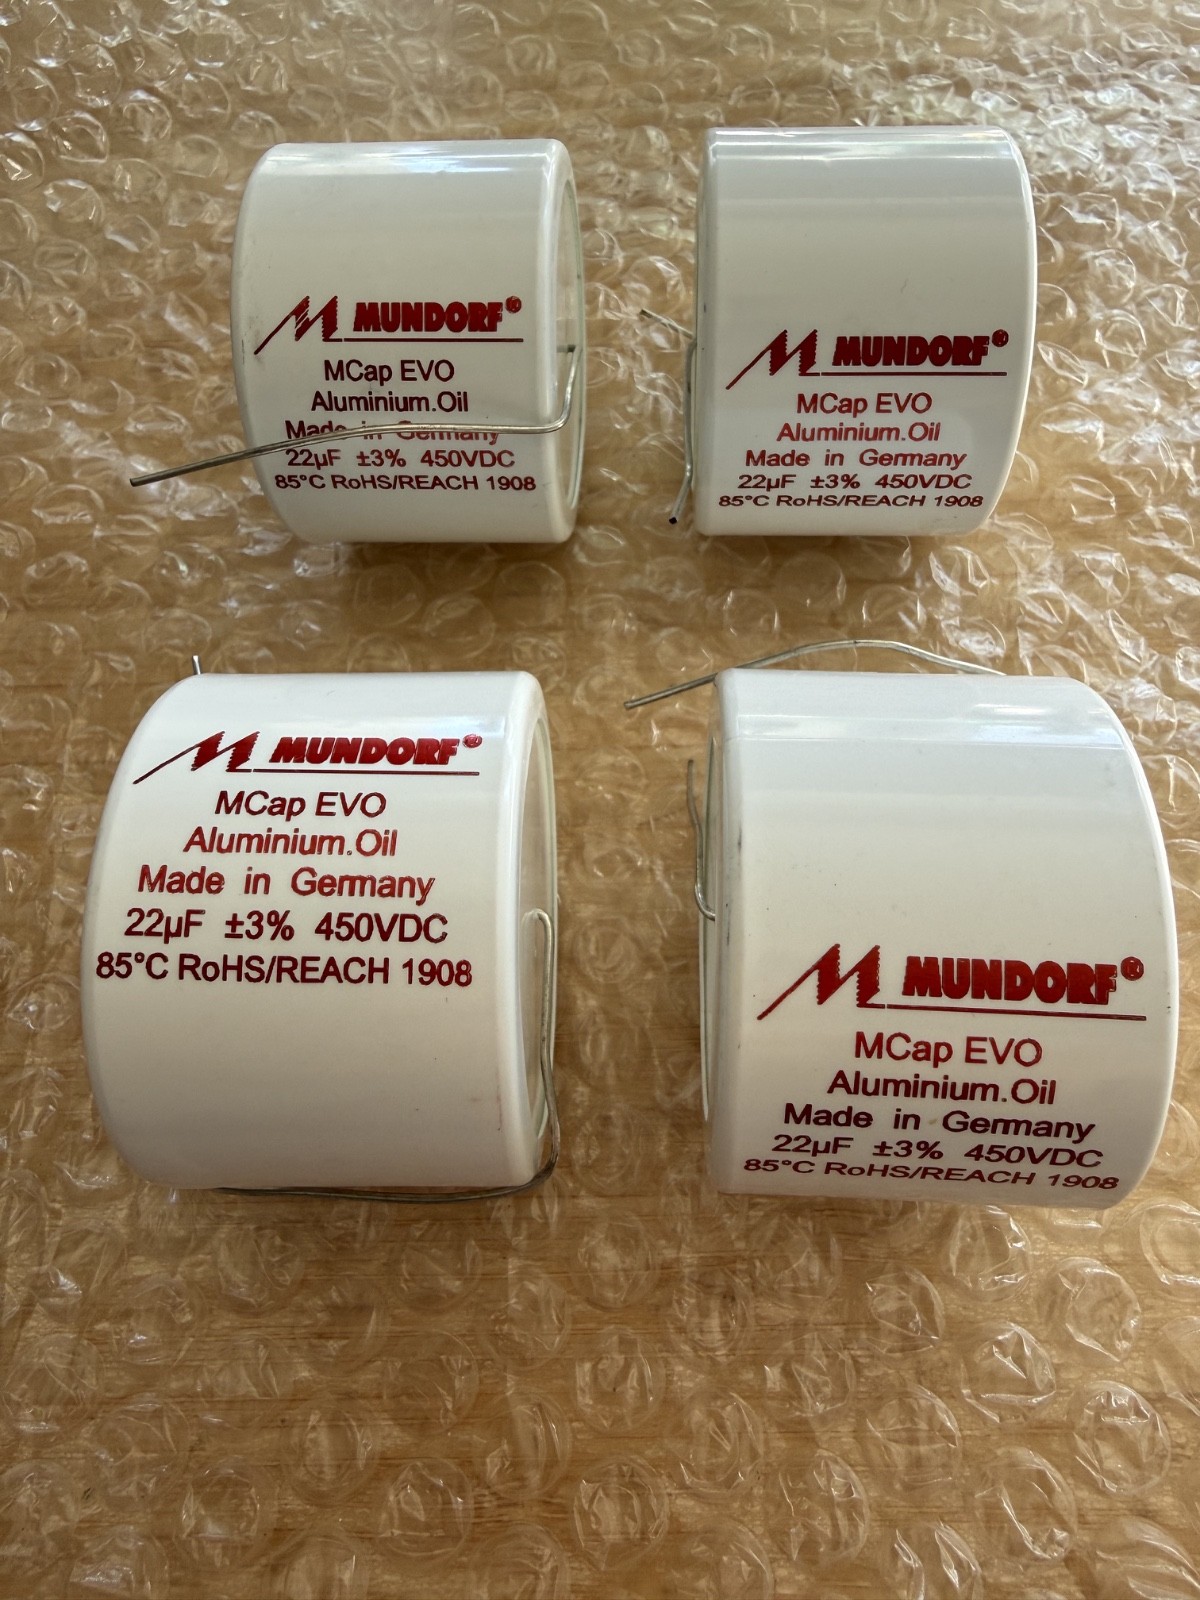 MUNDORF®
MCap EVO
Aluminium.Oil
Made in Germany
22µF ±3% 450VDC
85°C RoHS/REACH 1908
MUNDORF®
MCap EVO
Aluminium.Oil
Made in Germany
22µF ±3% 450VDC
85°C RoHS/REACH 1908
MUNDORF®
MCap EVO
Aluminium.Oil
Made in Germany
22µF ±3% 450VDC
85°C RoHS/REACH 1908
MUNDORF®
MCap EVO
Aluminium.Oil
Made in Germany
22µF ±3% 450VDC
85°C RoHS/REACH 1908